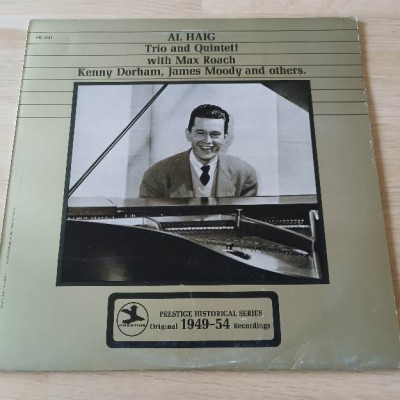 AL HAIG
Trio and Quintet!
with Max Roach
Kenny Dorham, James Moody and others.
PRESTIGE HISTORICAL SERIES
Original 1949-54 Recordings
PRESTIGE